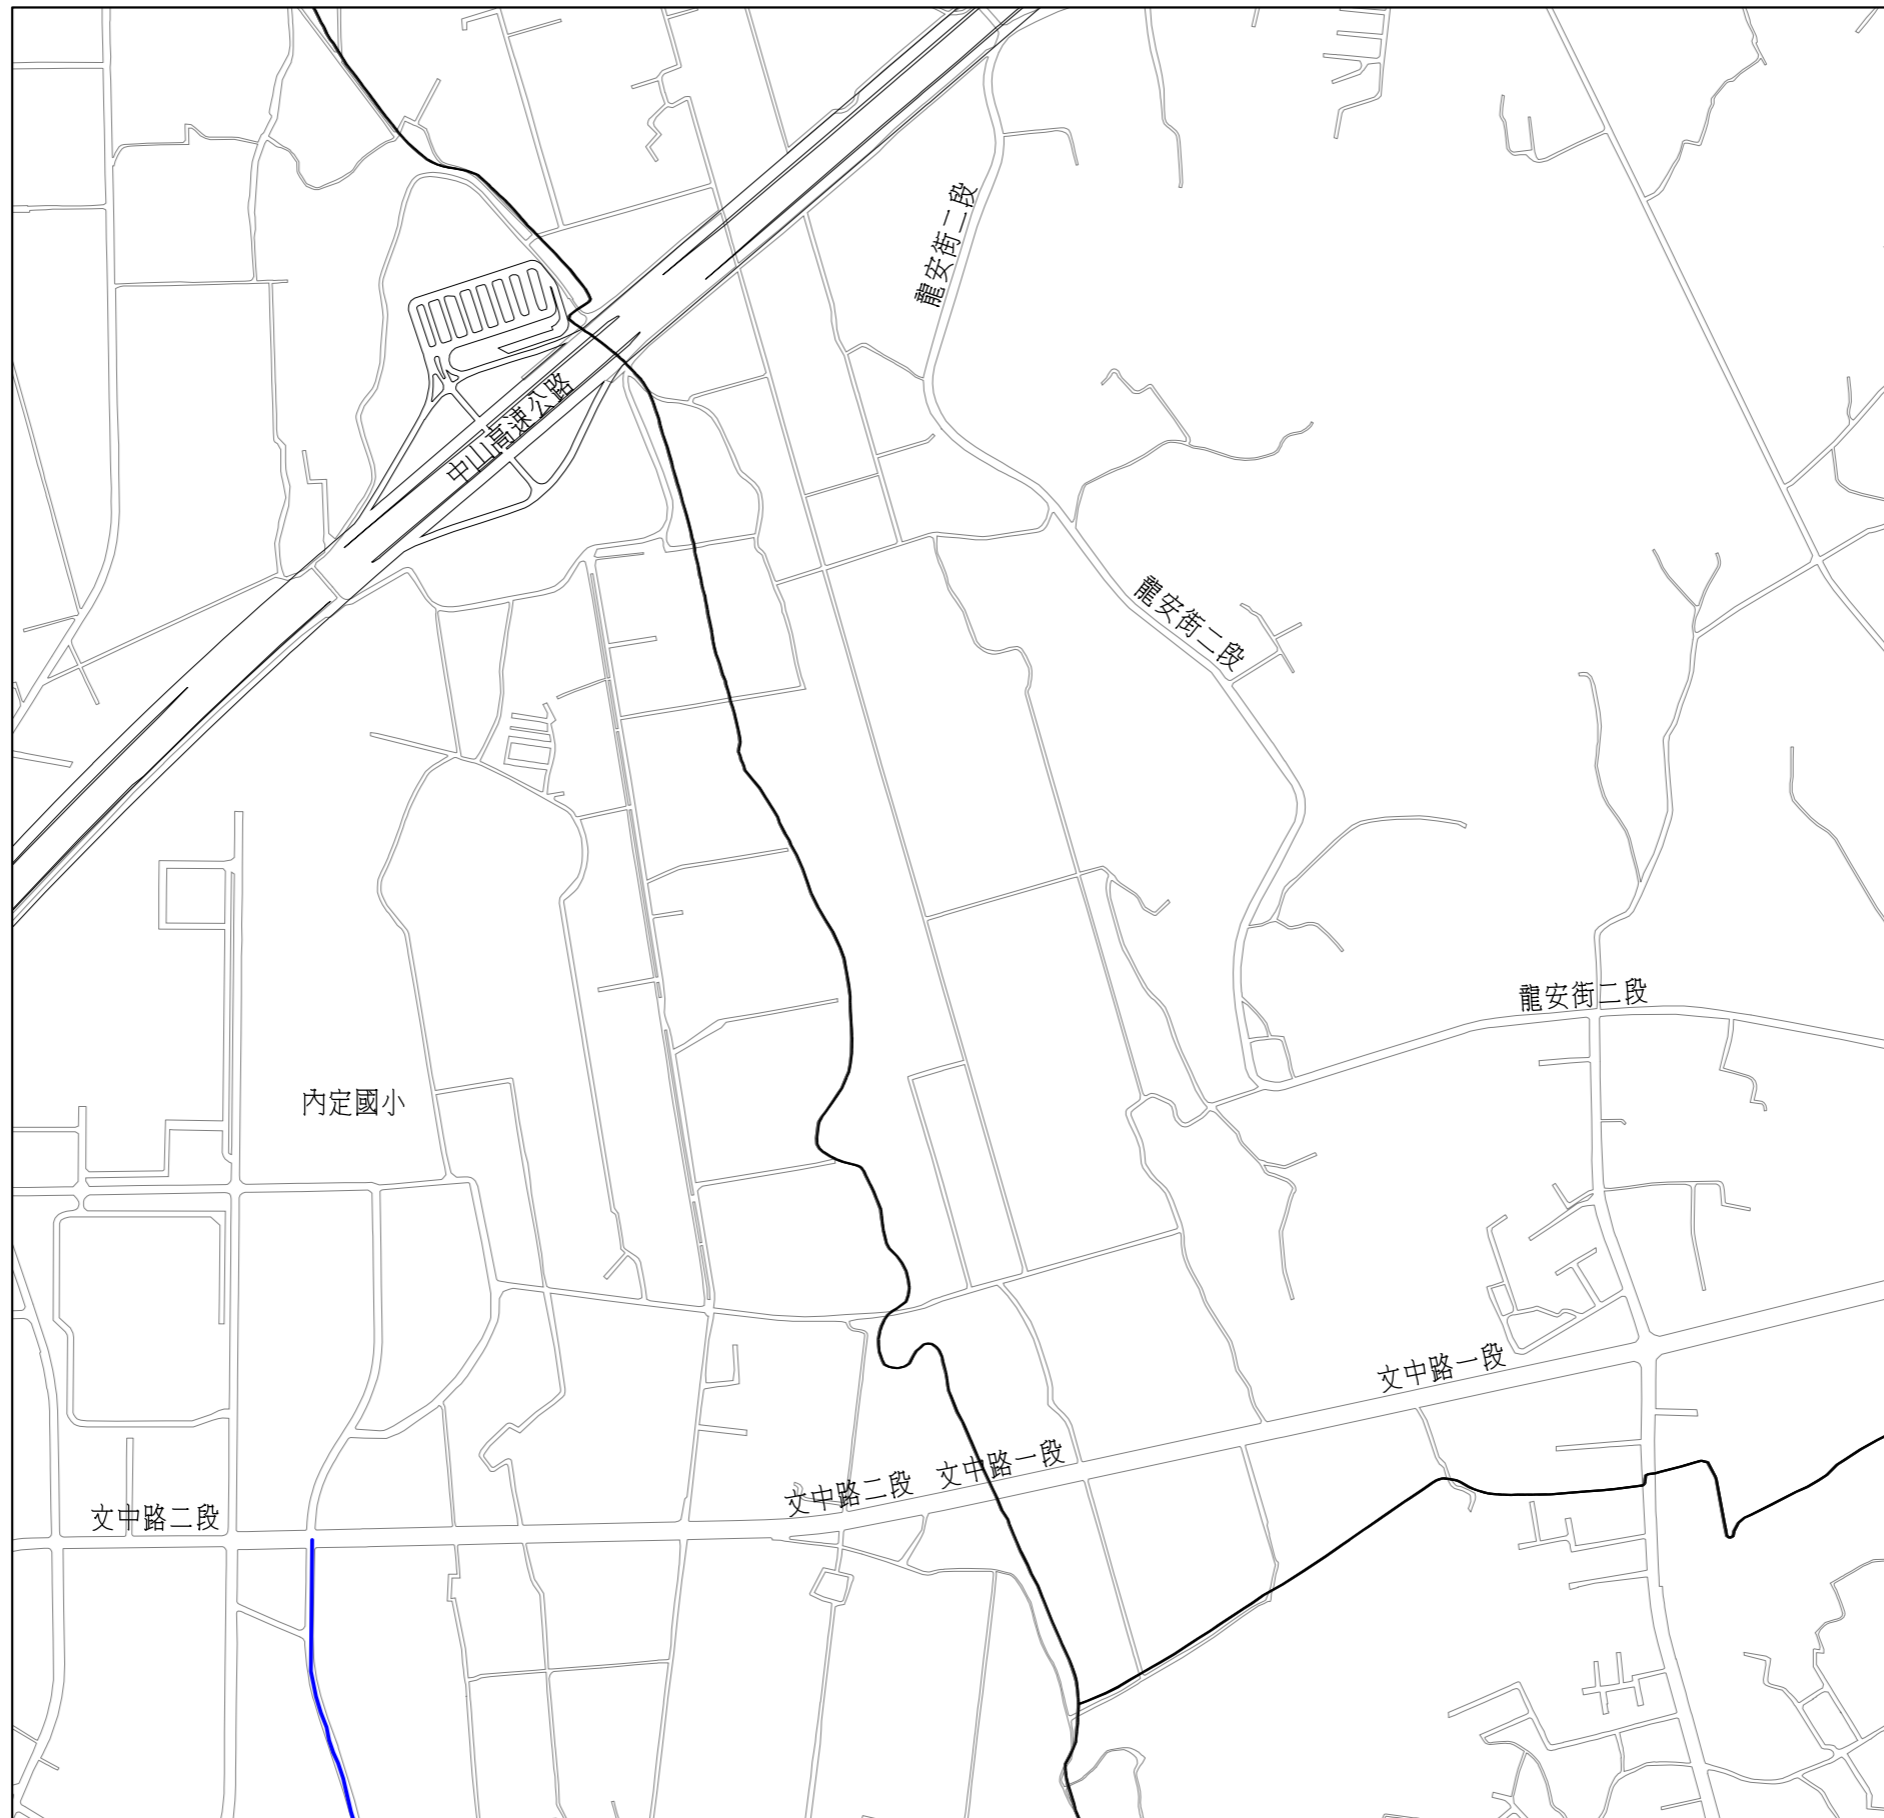 龍安街二段
中山高速公路
龍安街二段
龍安街二段
內定國小
文中路一段
文中路一段
文中路二段
文中路二段